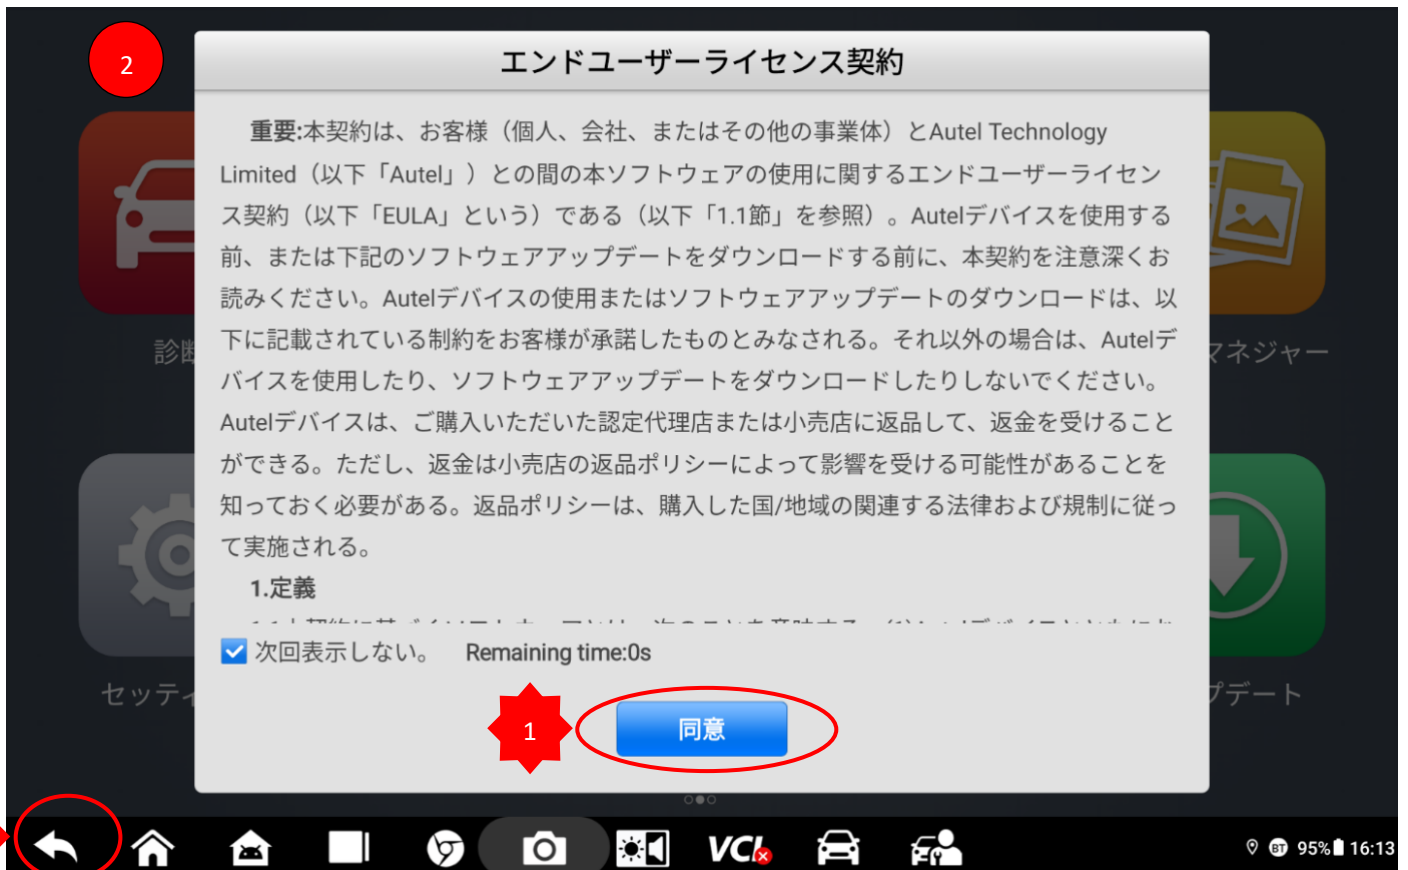 2
エンドユーザーライセンス契約
重要:本契約は、お客様（個人、会社、またはその他の事業体）とAutel Technology
Limited（以下「Autel」）との間の本ソフトウェアの使用に関するエンドユーザーライセン
ス契約（以下「EULA」という）である（以下「1.1節」を参照）。Autelデバイスを使用する
前、または下記のソフトウェアアップデートをダウンロードする前に、本契約を注意深くお
読みください。Autelデバイスの使用またはソフトウェアアップデートのダウンロードは、以
下に記載されている制約をお客様が承諾したものとみなされる。それ以外の場合は、Autelデ
バイスを使用したり、ソフトウェアアップデートをダウンロードしたりしないでください。
Autelデバイスは、ご購入いただいた認定代理店または小売店に返品して、返金を受けること
ができる。ただし、返金は小売店の返品ポリシーによって影響を受ける可能性があることを
知っておく必要がある。返品ポリシーは、購入した国/地域の関連する法律および規制に従っ
て実施される。
1.定義
次回表示しない。 Remaining time:0s
1
同意
診断
マネジャー
セッティ
プデート
VCI
BT 95% 16:13